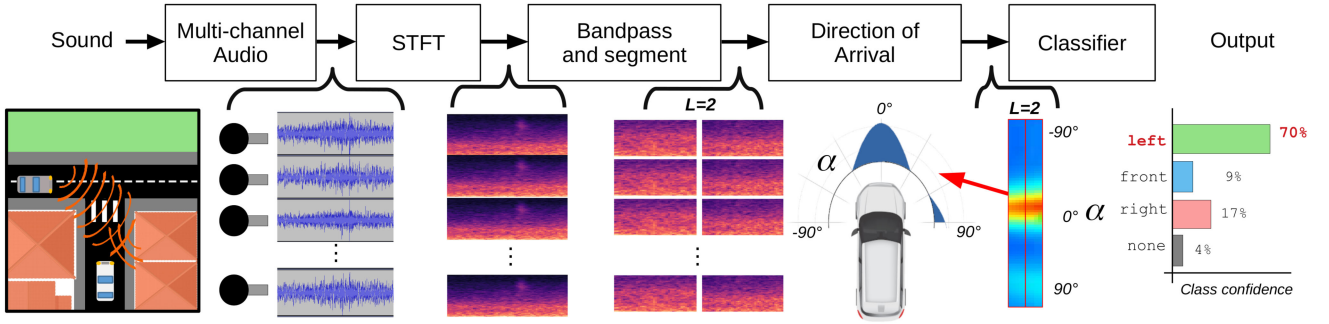 Sound
Multi-channel
Audio
STFT
Bandpass
and segment
Direction of
Arrival
Classifier
Output
L=2
L=2
0°
α
-90°
90°
-90°
0°
α
90°
left
70%
front
9%
right
17%
none
4%
Class confidence